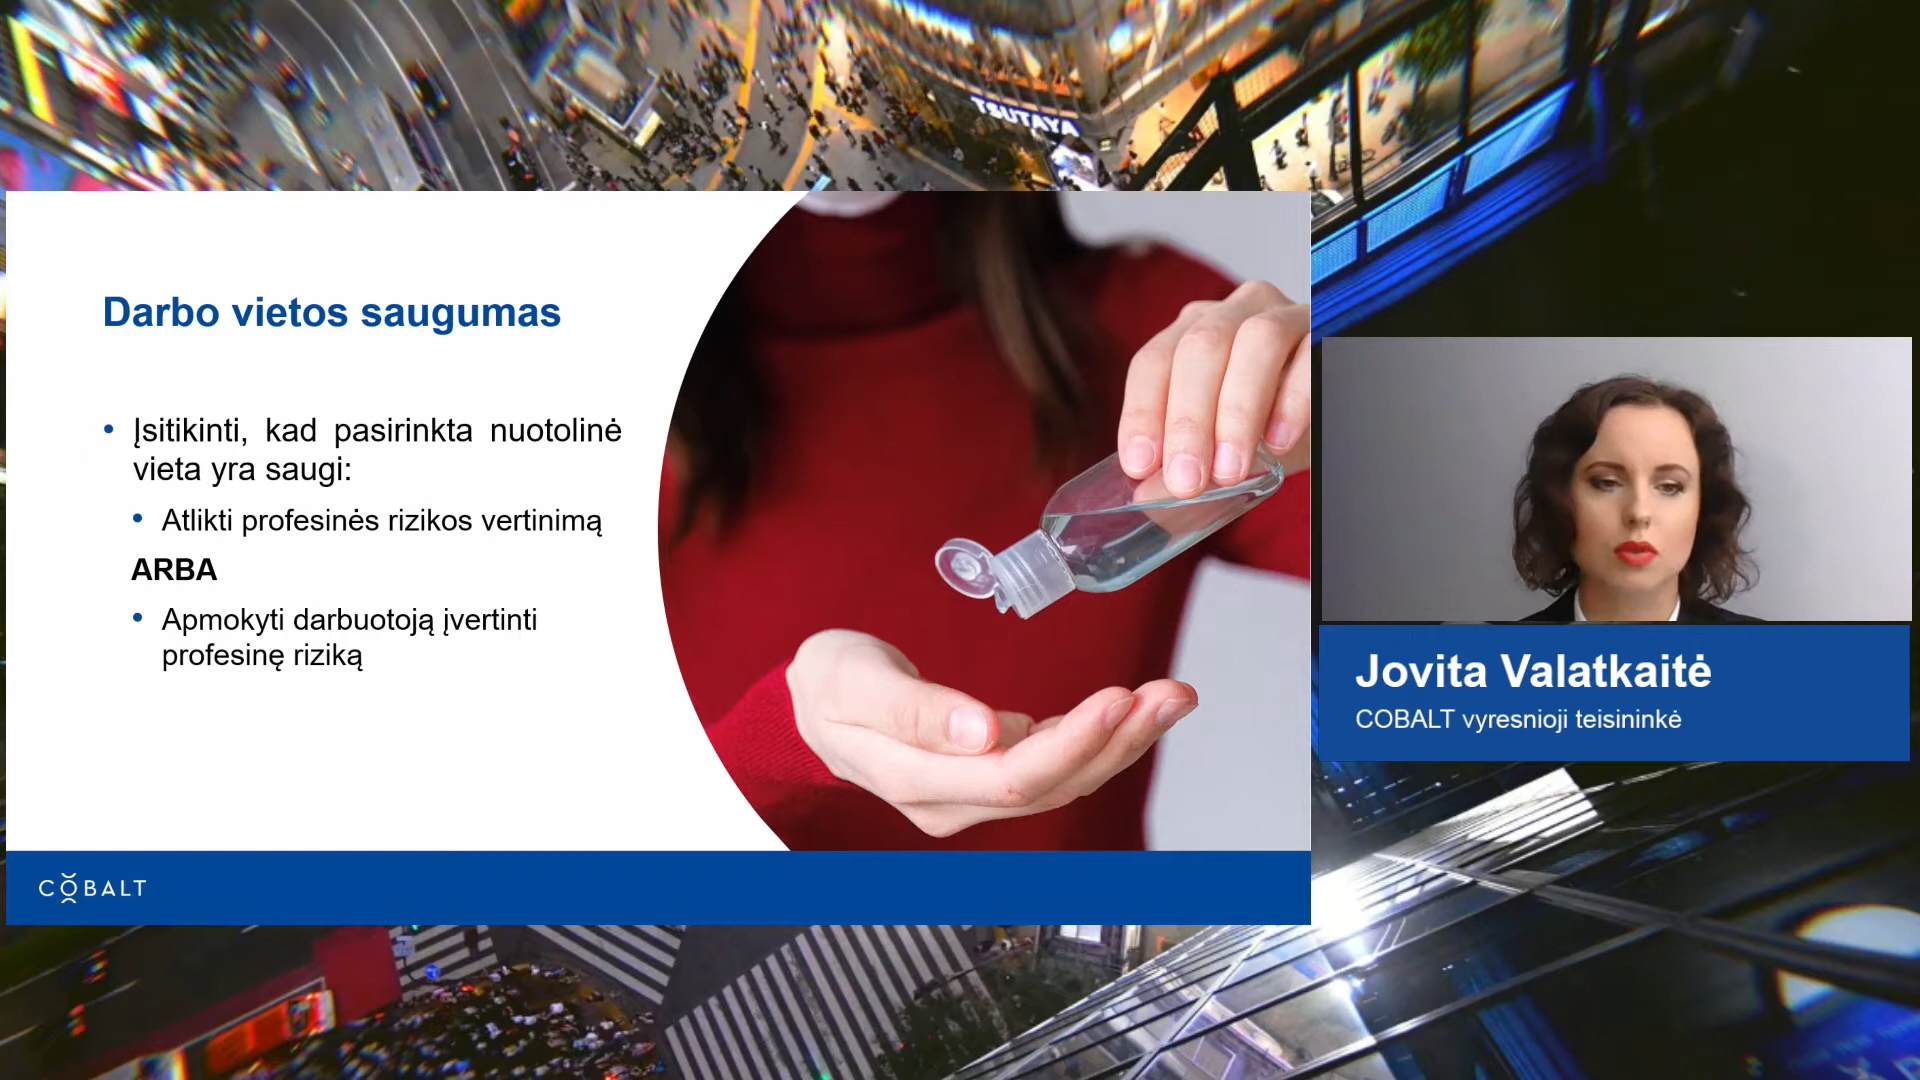 TSUTAYA
Darbo vietos saugumas
• Įsitikinti, kad pasirinkta nuotolinė
vieta yra saugi:
• Atlikti profesinės rizikos vertinimą
ARBA
• Apmokyti darbuotoją įvertinti
profesinę riziką
COBALT
Jovita Valatkaitė
COBALT vyresnioji teisininkė